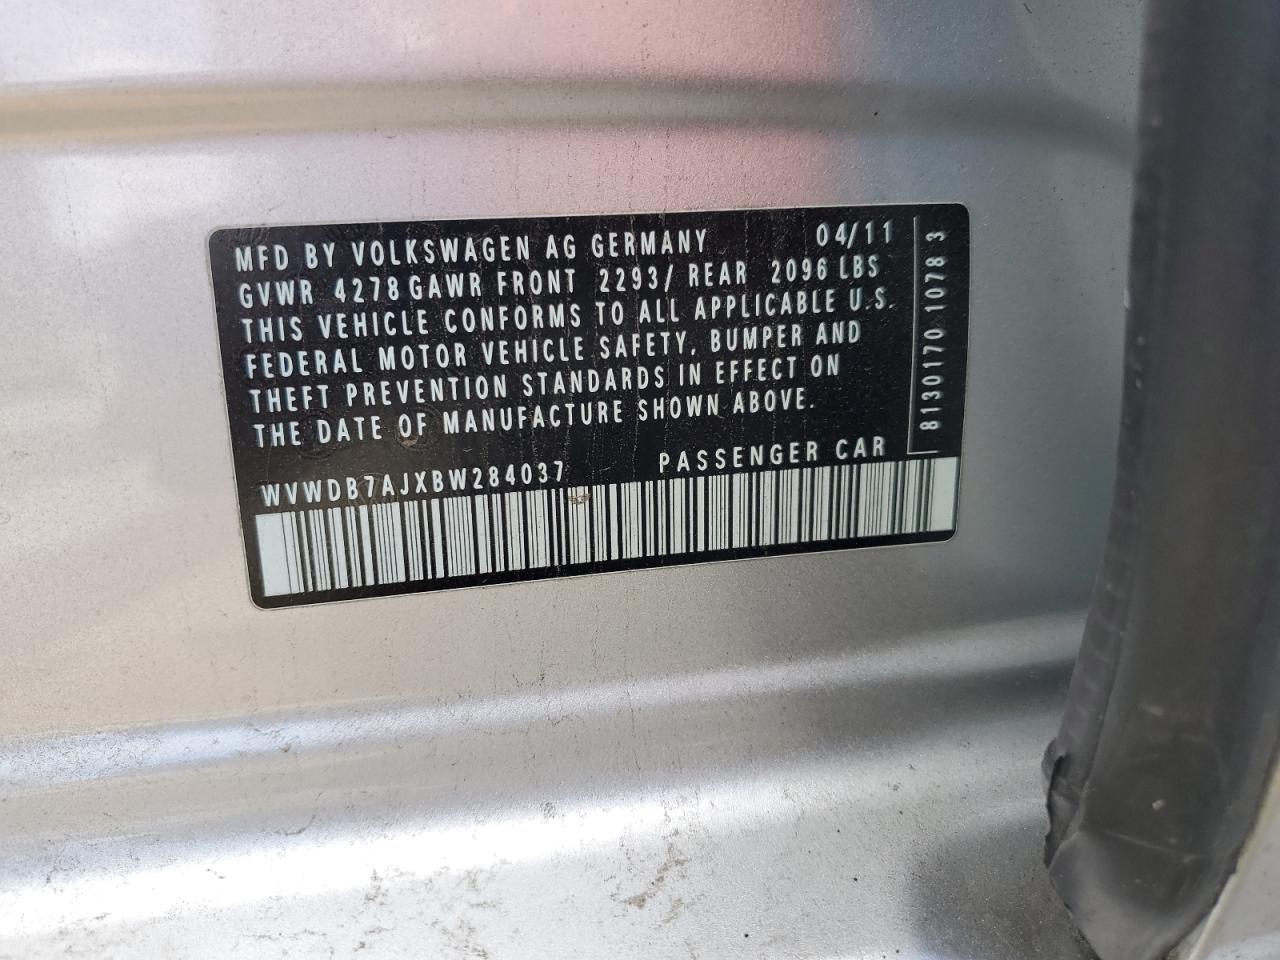 MFD BY VOLKSWAGEN AG GERMANY 04/11
GVWR 4278 GAWR FRONT 2293/ REAR 2096 LBS
THIS VEHICLE CONFORMS TO ALL APPLICABLE U.S.
FEDERAL MOTOR VEHICLE SAFETY, BUMPER AND
THEFT PREVENTION STANDARDS IN EFFECT ON
THE DATE OF MANUFACTURE SHOWN ABOVE.
WVWDB7AJXBW284037 PASSENGER CAR
8130170 1078 3